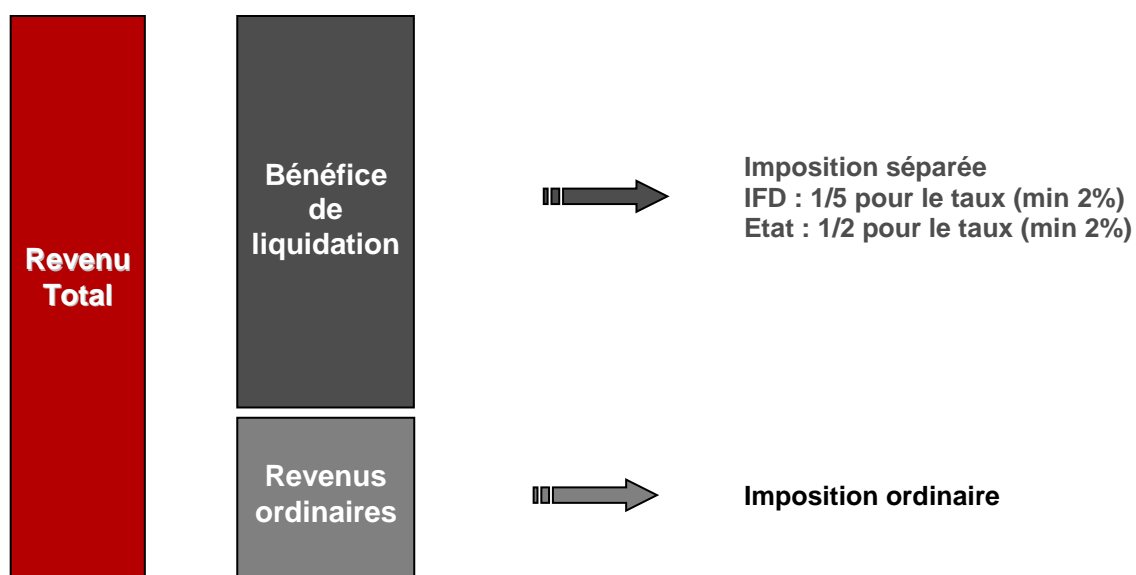 Revenu
Total
Bénéfice
de
liquidation
Imposition séparée
IFD : 1/5 pour le taux (min 2%)
Etat : 1/2 pour le taux (min 2%)
Revenus
ordinaires
Imposition ordinaire